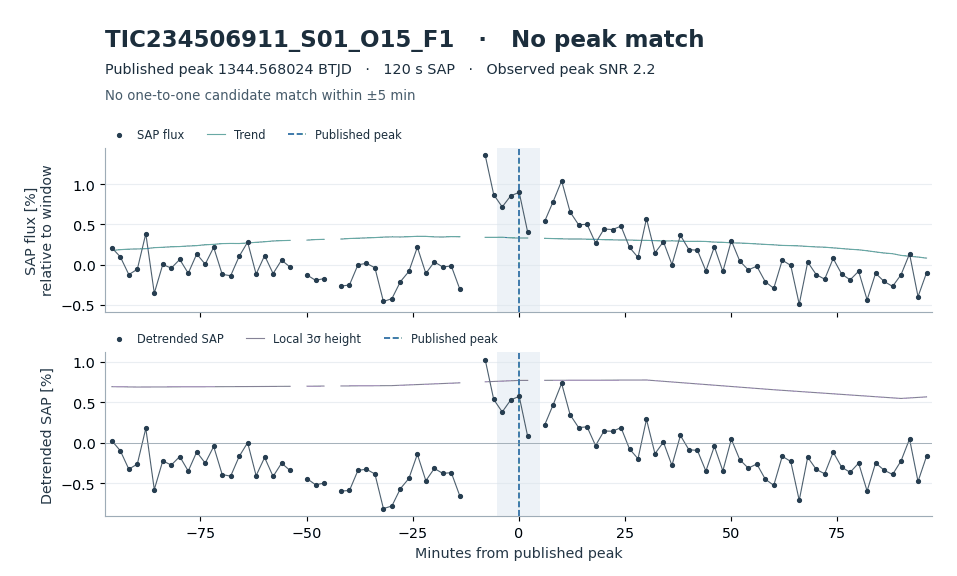 TIC234506911_S01_O15_F1 · No peak match
Published peak 1344.568024 BTJD · 120 s SAP · Observed peak SNR 2.2
No one-to-one candidate match within ±5 min
SAP flux Trend Published peak
SAP flux [%]
relative to window
1.0
0.5
0.0
−0.5
Detrended SAP Local 3σ height Published peak
Detrended SAP [%]
1.0
0.5
0.0
−0.5
−75 −50 −25 0 25 50 75
Minutes from published peak